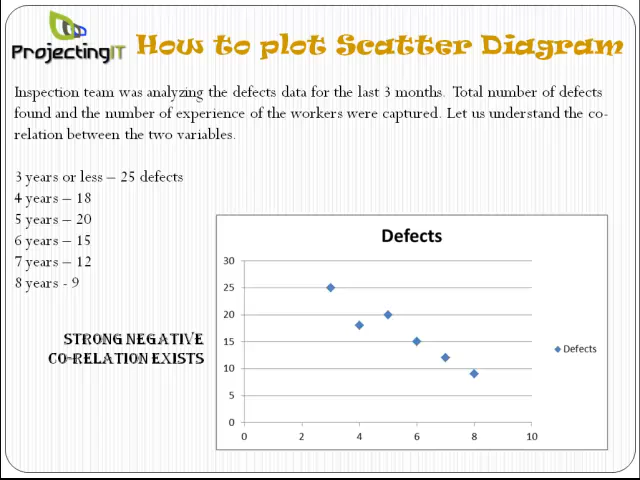 ProjectingIT
How to plot Scatter Diagram
Inspection team was analyzing the defects data for the last 3 months. Total number of defects
found and the number of experience of the workers were captured. Let us understand the co-
relation between the two variables.
3 years or less – 25 defects
4 years – 18
5 years – 20
6 years – 15
7 years – 12
8 years - 9
STRONG NEGATIVE
CO-RELATION EXISTS
Defects
30
25
20
15
10
5
0
0 2 4 6 8 10
Defects